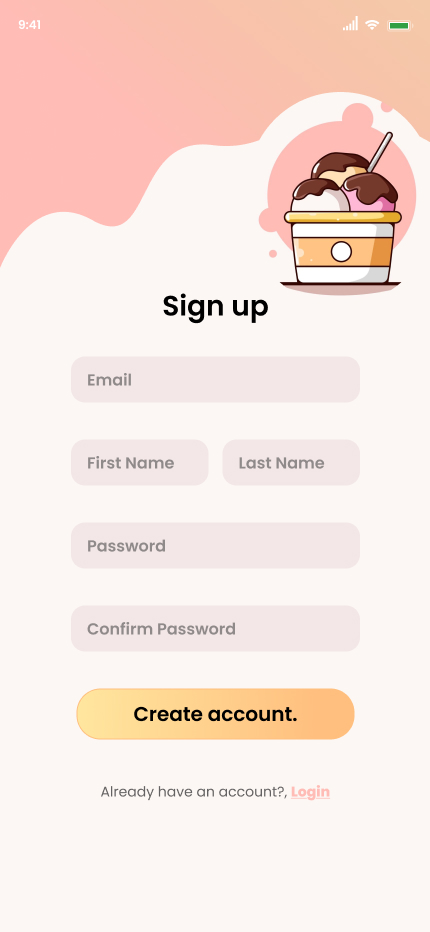 9:41
Sign up
Email
First Name Last Name
Password
Confirm Password
Create account.
Already have an account?, Login